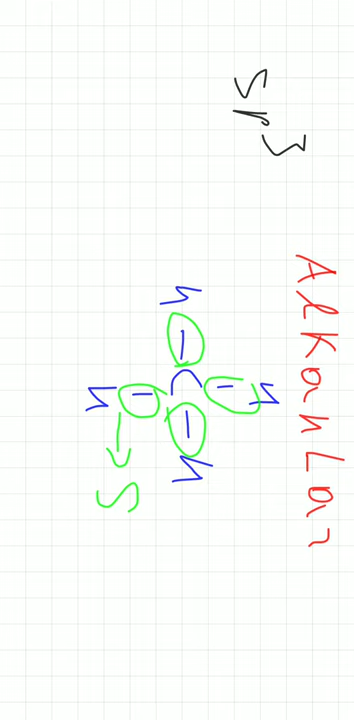 AlKanLar
sp3
H
H-C-H
H → S